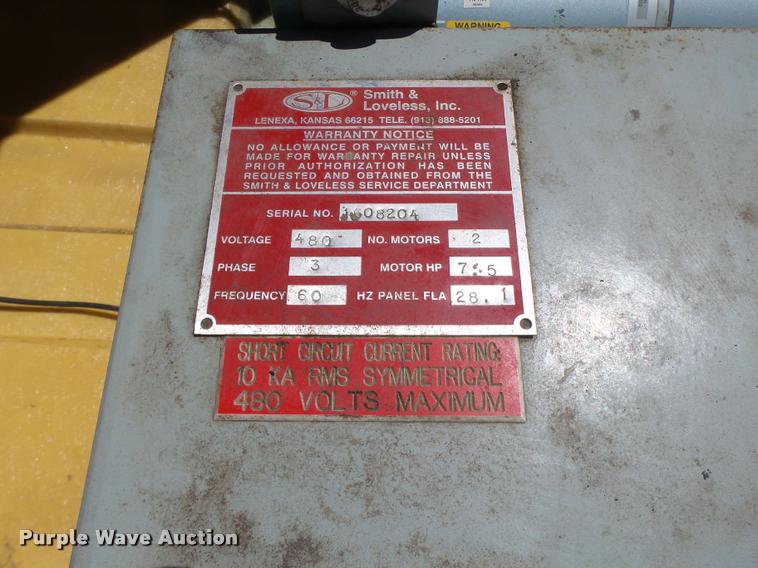 WARNING
S&L ® Smith &
Loveless, Inc.
LENEXA, KANSAS 66215 TELE. (913) 888-5201
WARRANTY NOTICE
NO ALLOWANCE OR PAYMENT WILL BE
MADE FOR WARRANTY REPAIR UNLESS
PRIOR AUTHORIZATION HAS BEEN
REQUESTED AND OBTAINED FROM THE
SMITH & LOVELESS SERVICE DEPARTMENT
SERIAL NO. 1608204
VOLTAGE 480 NO. MOTORS 2
PHASE 3 MOTOR HP 7.5
FREQUENCY 60 HZ PANEL FLA 28.1
SHORT CIRCUIT CURRENT RATING:
10 KA RMS SYMMETRICAL
480 VOLTS MAXIMUM
Purple Wave Auction